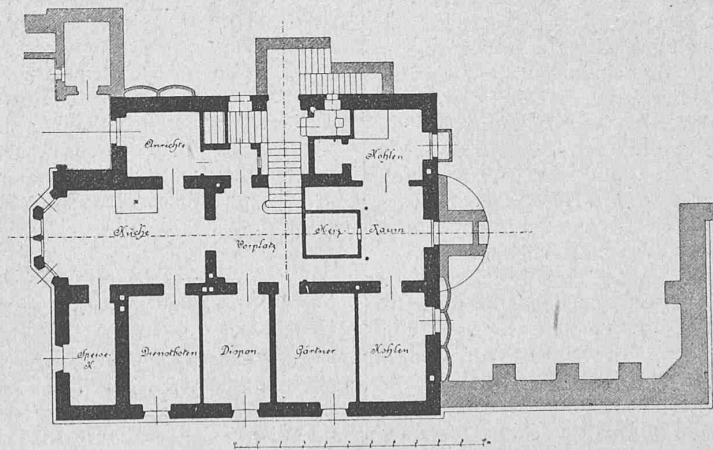 Anrichte
Kohlen
Küche
Vorplatz
Heiz-
Raum
Speise-
K.
Dienstboten
Dispon.
Gärtner
Kohlen